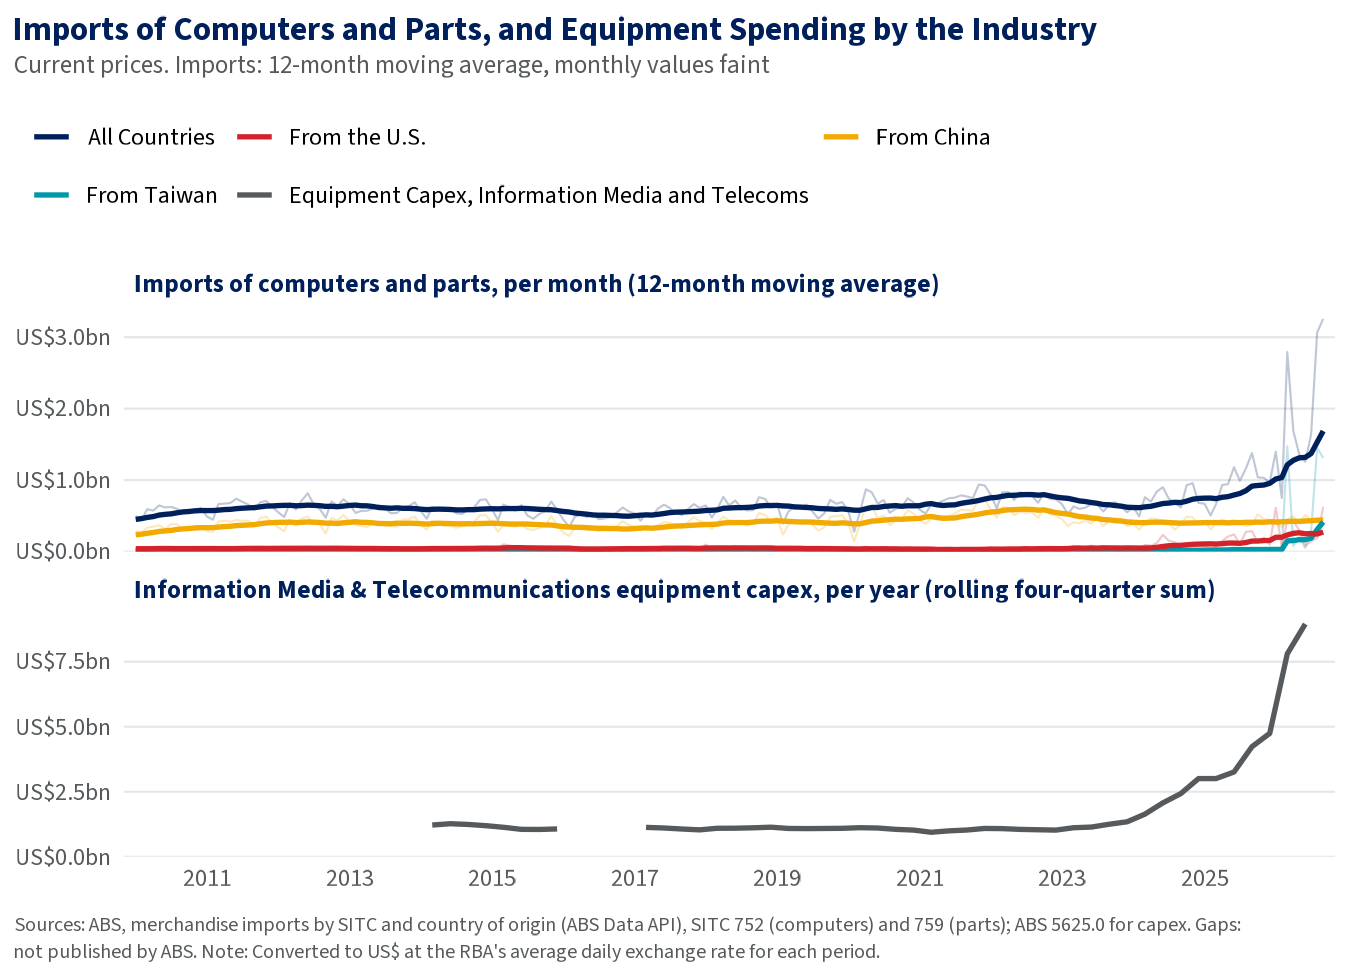 Imports of Computers and Parts, and Equipment Spending by the Industry
Current prices. Imports: 12-month moving average, monthly values faint
All Countries
From the U.S.
From China
From Taiwan
Equipment Capex, Information Media and Telecoms
Imports of computers and parts, per month (12-month moving average)
US$3.0bn
US$2.0bn
US$1.0bn
US$0.0bn
Information Media & Telecommunications equipment capex, per year (rolling four-quarter sum)
US$7.5bn
US$5.0bn
US$2.5bn
US$0.0bn
2011 2013 2015 2017 2019 2021 2023 2025
Sources: ABS, merchandise imports by SITC and country of origin (ABS Data API), SITC 752 (computers) and 759 (parts); ABS 5625.0 for capex. Gaps:
not published by ABS. Note: Converted to US$ at the RBA's average daily exchange rate for each period.